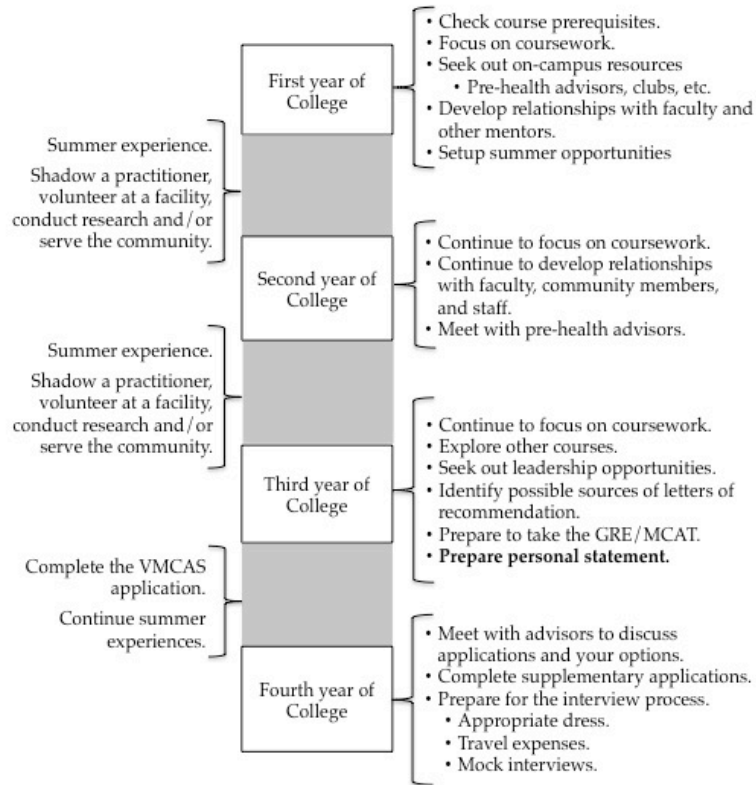 First year of
College
• Check course prerequisites.
• Focus on coursework.
• Seek out on-campus resources
• Pre-health advisors, clubs, etc.
• Develop relationships with faculty and
other mentors.
• Setup summer opportunities
Summer experience.
Shadow a practitioner,
volunteer at a facility,
conduct research and/or
serve the community.
Second year of
College
• Continue to focus on coursework.
• Continue to develop relationships
with faculty, community members,
and staff.
• Meet with pre-health advisors.
Summer experience.
Shadow a practitioner,
volunteer at a facility,
conduct research and/or
serve the community.
Third year of
College
• Continue to focus on coursework.
• Explore other courses.
• Seek out leadership opportunities.
• Identify possible sources of letters of
recommendation.
• Prepare to take the GRE/MCAT.
• Prepare personal statement.
Complete the VMCAS
application.
Continue summer
experiences.
Fourth year of
College
• Meet with advisors to discuss
applications and your options.
• Complete supplementary applications.
• Prepare for the interview process.
• Appropriate dress.
• Travel expenses.
• Mock interviews.